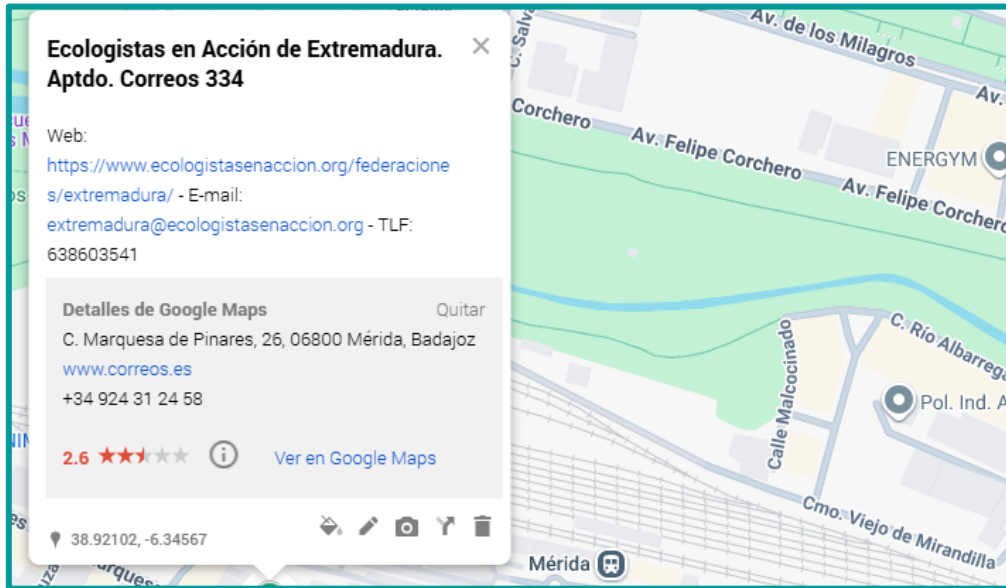 Ecologistas en Acción de Extremadura.
Aptdo. Correos 334
Web:
https://www.ecologistasenaccion.org/federacione
s/extremadura/ - E-mail:
extremadura@ecologistasenaccion.org - TLF:
638603541
Detalles de Google Maps Quitar
C. Marquesa de Pinares, 26, 06800 Mérida, Badajoz
www.correos.es
+34 924 31 24 58
2.6
Ver en Google Maps
38.92102, -6.34567
C. Salva
Av. de los Milagros
Av.
Corchero
Av. Felipe Corchero
ENERGYM
Av. Felipe Corchero
C. Río Albarrega
Calle Malcocinado
Pol. Ind. A
Cmo. Viejo de Mirandilla
Mérida